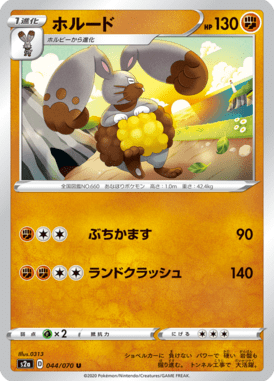 1進化 ホルード HP 130
ホルビーから進化
全国図鑑NO.660 あなほりポケモン 高さ：1.0m 重さ：42.4kg
ぶちかます 90
ランドクラッシュ 140
弱点 ×2 抵抗力 にげる
Illus. 0313
s2a D 044/070 U
ショベルカーに 負けない パワーで 硬い
岩盤も 穴だらけ。 トンネル工事で 大活躍。
©2020 Pokémon/Nintendo/Creatures/GAME FREAK.